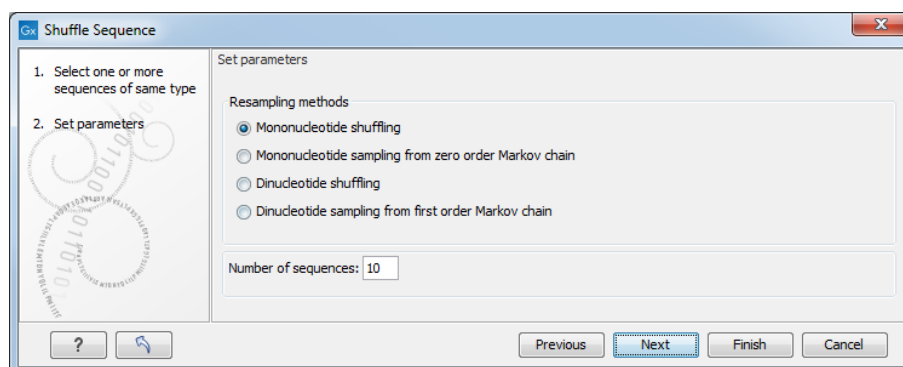 Gx Shuffle Sequence
1. Select one or more
sequences of same type
2. Set parameters
Set parameters
Resampling methods
Mononucleotide shuffling
Mononucleotide sampling from zero order Markov chain
Dinucleotide shuffling
Dinucleotide sampling from first order Markov chain
Number of sequences: 10
? Previous Next Finish Cancel